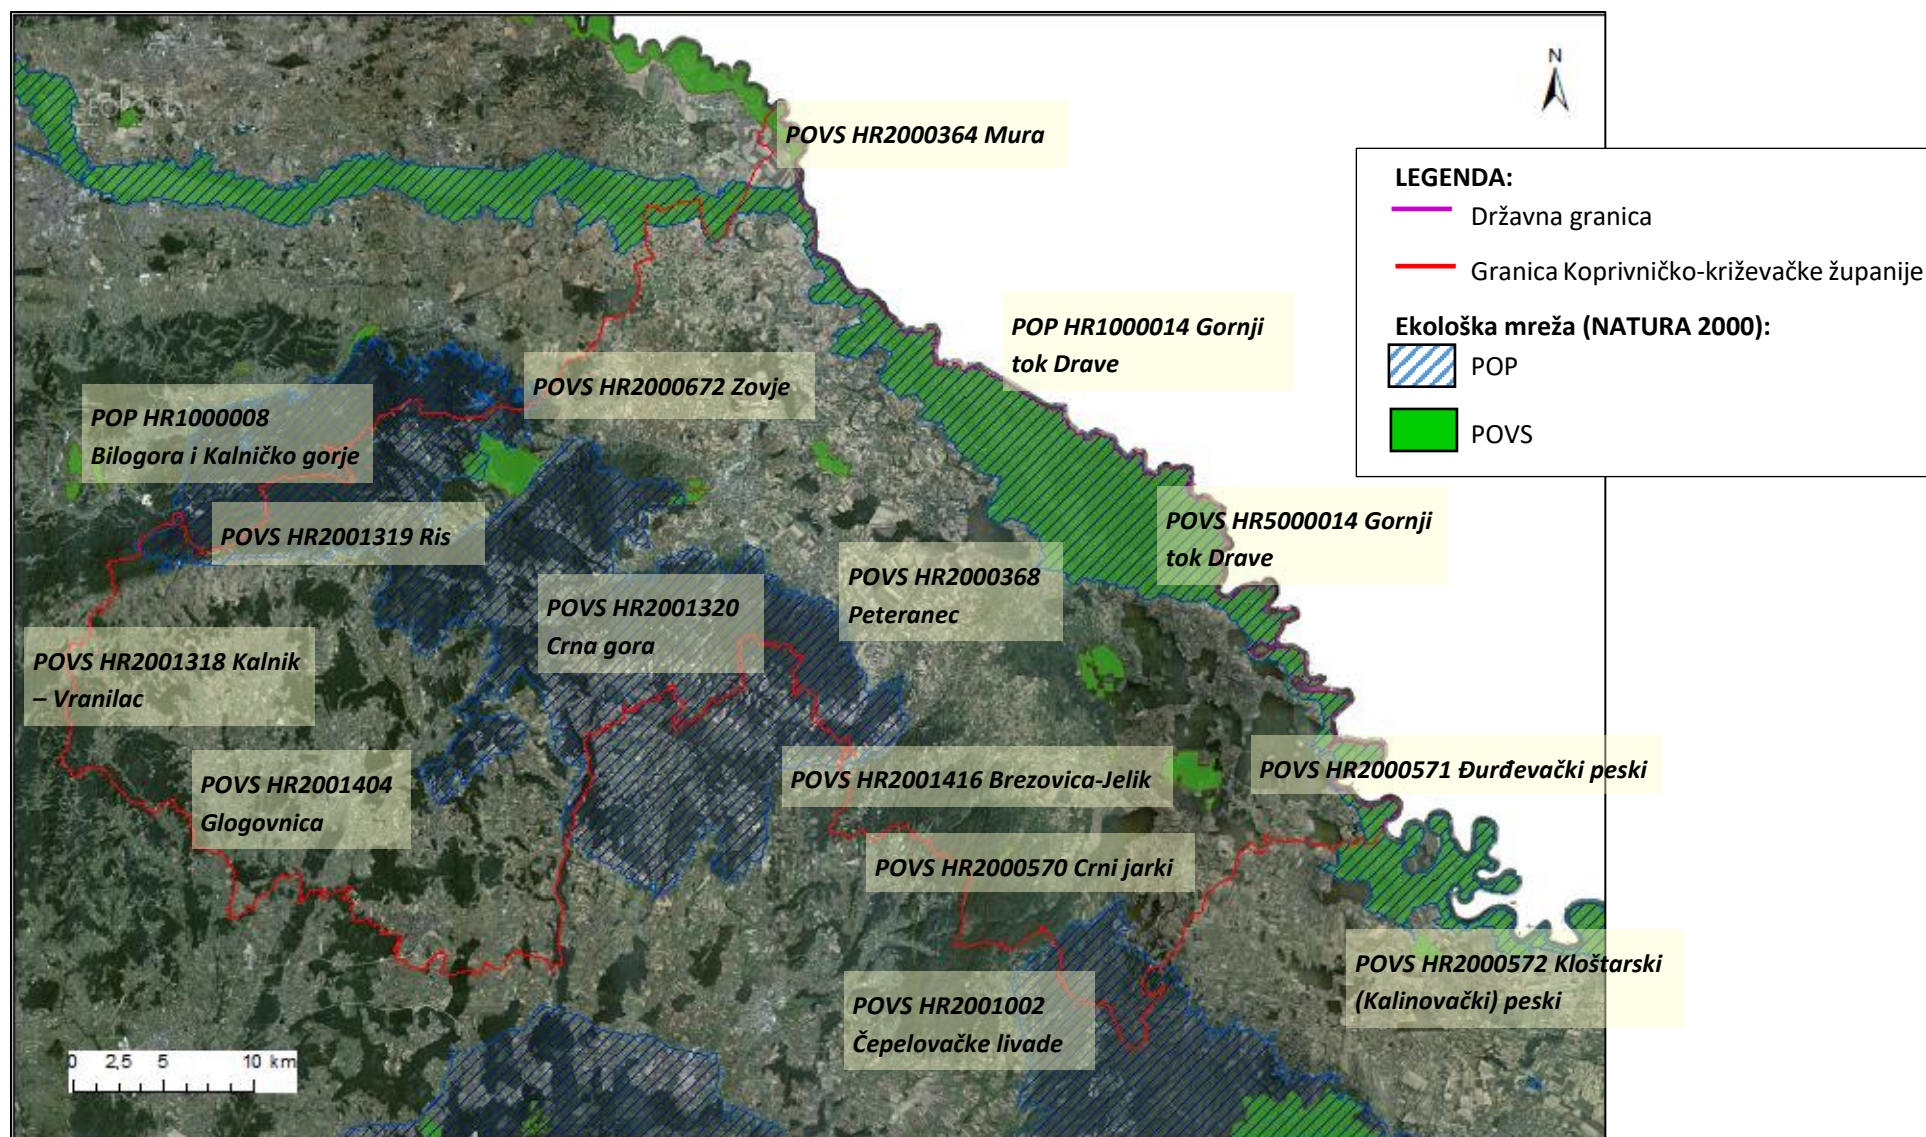 N
POVS HR2000364 Mura
LEGENDA:
Državna granica
Granica Koprivničko-križevačke županije
Ekološka mreža (NATURA 2000):
POP
POVS
POP HR1000014 Gornji
tok Drave
POVS HR2000672 Zovje
POP HR1000008
Bilogora i Kalničko gorje
POVS HR2001319 Ris
POVS HR5000014 Gornji
tok Drave
POVS HR2000368
Peteranec
POVS HR2001320
Crna gora
POVS HR2001318 Kalnik
– Vranilac
POVS HR2001404
Glogovnica
POVS HR2001416 Brezovica-Jelik
POVS HR2000571 Đurđevački peski
POVS HR2000570 Crni jarki
POVS HR2000572 Kloštarski
(Kalinovački) peski
POVS HR2001002
Čepelovačke livade
0 2,5 5 10 km